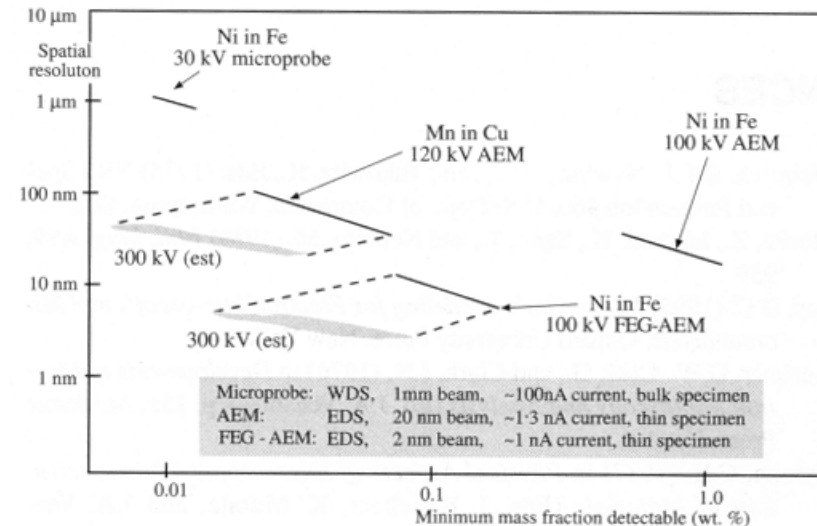 10 μm
Ni in Fe
Spatial
30 kV microprobe
resoluton
1 μm
Mn in Cu
Ni in Fe
120 kV AEM
100 kV AEM
100 nm
300 kV (est)
10 nm
Ni in Fe
300 kV (est)
100 kV FEG-AEM
1 nm
Microprobe: WDS, 1mm beam, ~100nA current, bulk specimen
AEM: EDS, 20 nm beam, ~1·3 nA current, thin specimen
FEG - AEM: EDS, 2 nm beam, ~1 nA current, thin specimen
0.01 0.1 1.0
Minimum mass fraction detectable (wt. %)